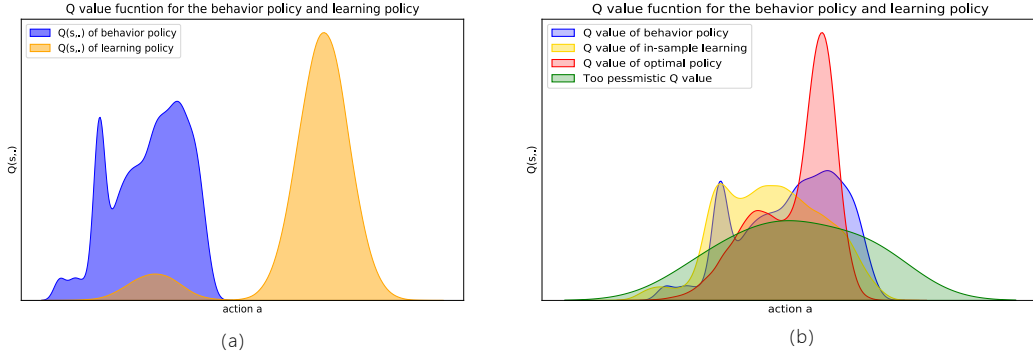 Q value fucntion for the behavior policy and learning policy
Q(s,.) of behavior policy
Q(s,.) of learning policy
Q(s,.)
action a
(a)
Q value fucntion for the behavior policy and learning policy
Q value of behavior policy
Q value of in-sample learning
Q value of optimal policy
Too pessmistic Q value
Q(s,.)
action a
(b)